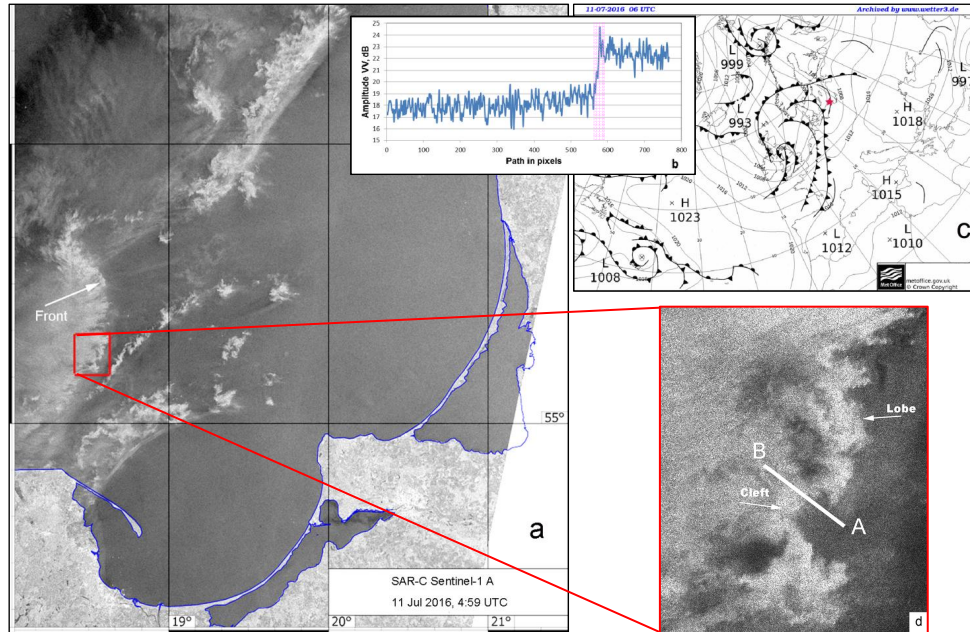 Front
19°
20°
21°
55°
a
SAR-C Sentinel-1 A
11 Jul 2016, 4:59 UTC
Amplitude VV, dB
25
24
23
22
21
20
19
18
17
16
15
0 100 200 300 400 500 600 700 800
Path in pixels
b
11-07-2016 06 UTC
Archived by www.wetter3.de
L
999
L
993
H
1018
H
1015
H
1023
L
1012
L
1010
L
1008
C
Met Office
metoffice.gov.uk
© Crown Copyright
Lobe
B
Cleft
A
d